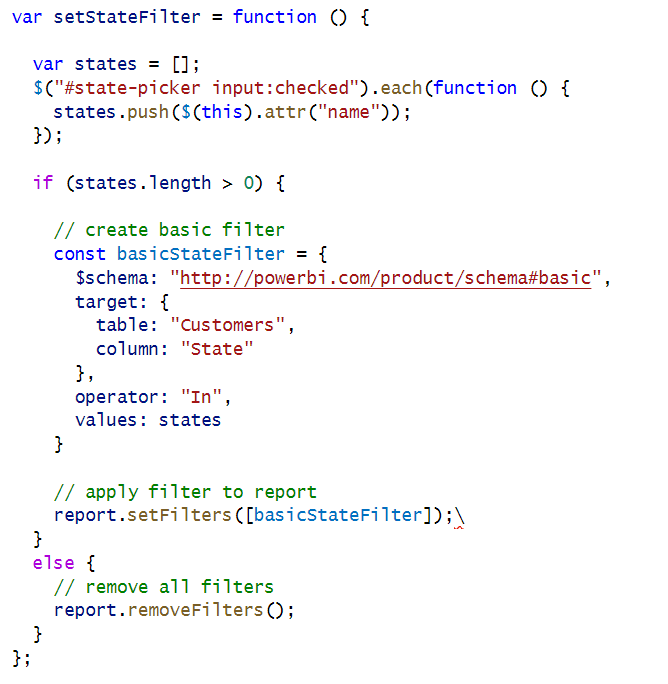 var setStateFilter = function () {
var states = [];
$("#state-picker input:checked").each(function () {
states.push($(this).attr("name"));
});
if (states.length > 0) {
// create basic filter
const basicStateFilter = {
$schema: "http://powerbi.com/product/schema#basic",
target: {
table: "Customers",
column: "State"
},
operator: "In",
values: states
}
// apply filter to report
report.setFilters([basicStateFilter]);\
}
else {
// remove all filters
report.removeFilters();
}
};